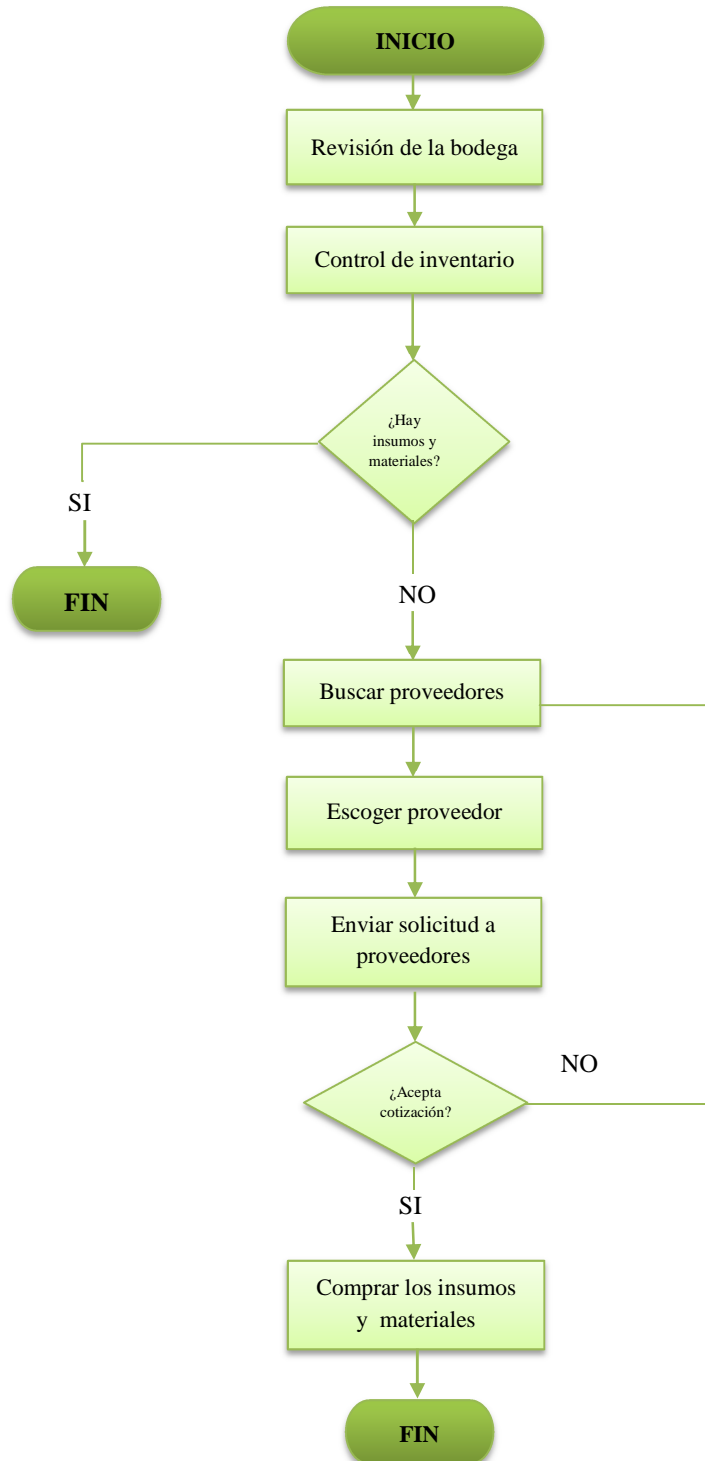 INICIO
Revisión de la bodega
Control de inventario
¿Hay
insumos y
materiales?
SI
FIN
NO
Buscar proveedores
Escoger proveedor
Enviar solicitud a
proveedores
NO
¿Acepta
cotización?
SI
Comprar los insumos
y materiales
FIN